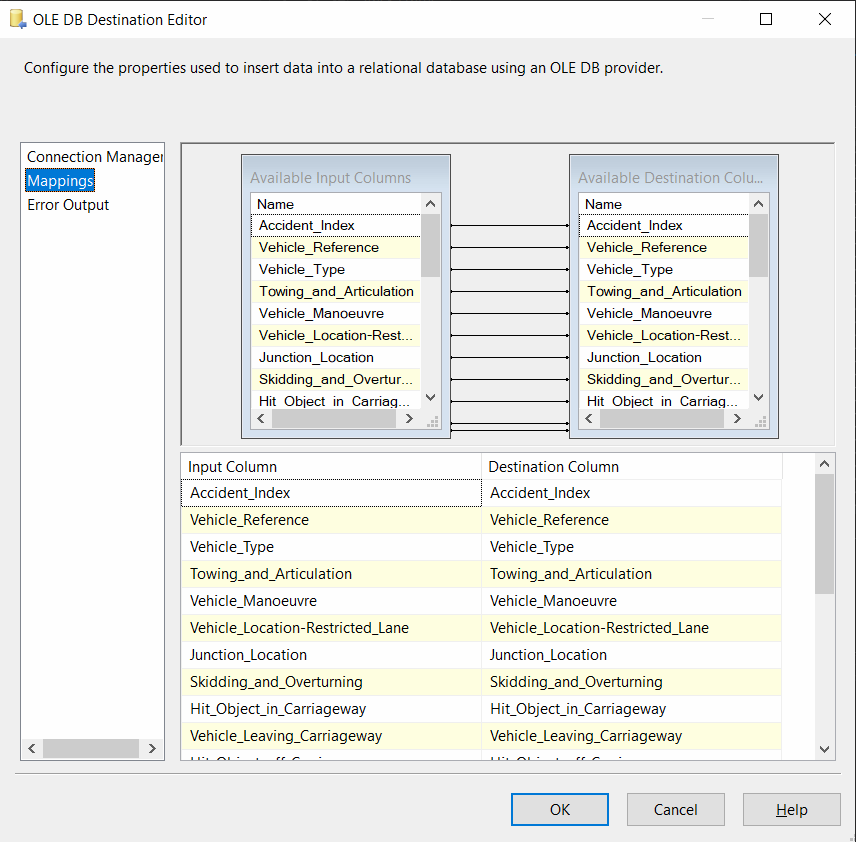 OLE DB Destination Editor
Configure the properties used to insert data into a relational database using an OLE DB provider.
Connection Manager
Mappings
Error Output
Available Input Columns
Name
Accident_Index
Vehicle_Reference
Vehicle_Type
Towing_and_Articulation
Vehicle_Manoeuvre
Vehicle_Location-Rest...
Junction_Location
Skidding_and_Overtur...
Hit_Object_in_Carriag...
Available Destination Colu...
Name
Accident_Index
Vehicle_Reference
Vehicle_Type
Towing_and_Articulation
Vehicle_Manoeuvre
Vehicle_Location-Rest...
Junction_Location
Skidding_and_Overtur...
Hit_Object_in_Carriag...
Input Column Destination Column
Accident_Index Accident_Index
Vehicle_Reference Vehicle_Reference
Vehicle_Type Vehicle_Type
Towing_and_Articulation Towing_and_Articulation
Vehicle_Manoeuvre Vehicle_Manoeuvre
Vehicle_Location-Restricted_Lane Vehicle_Location-Restricted_Lane
Junction_Location Junction_Location
Skidding_and_Overturning Skidding_and_Overturning
Hit_Object_in_Carriageway Hit_Object_in_Carriageway
Vehicle_Leaving_Carriageway Vehicle_Leaving_Carriageway
OK Cancel Help